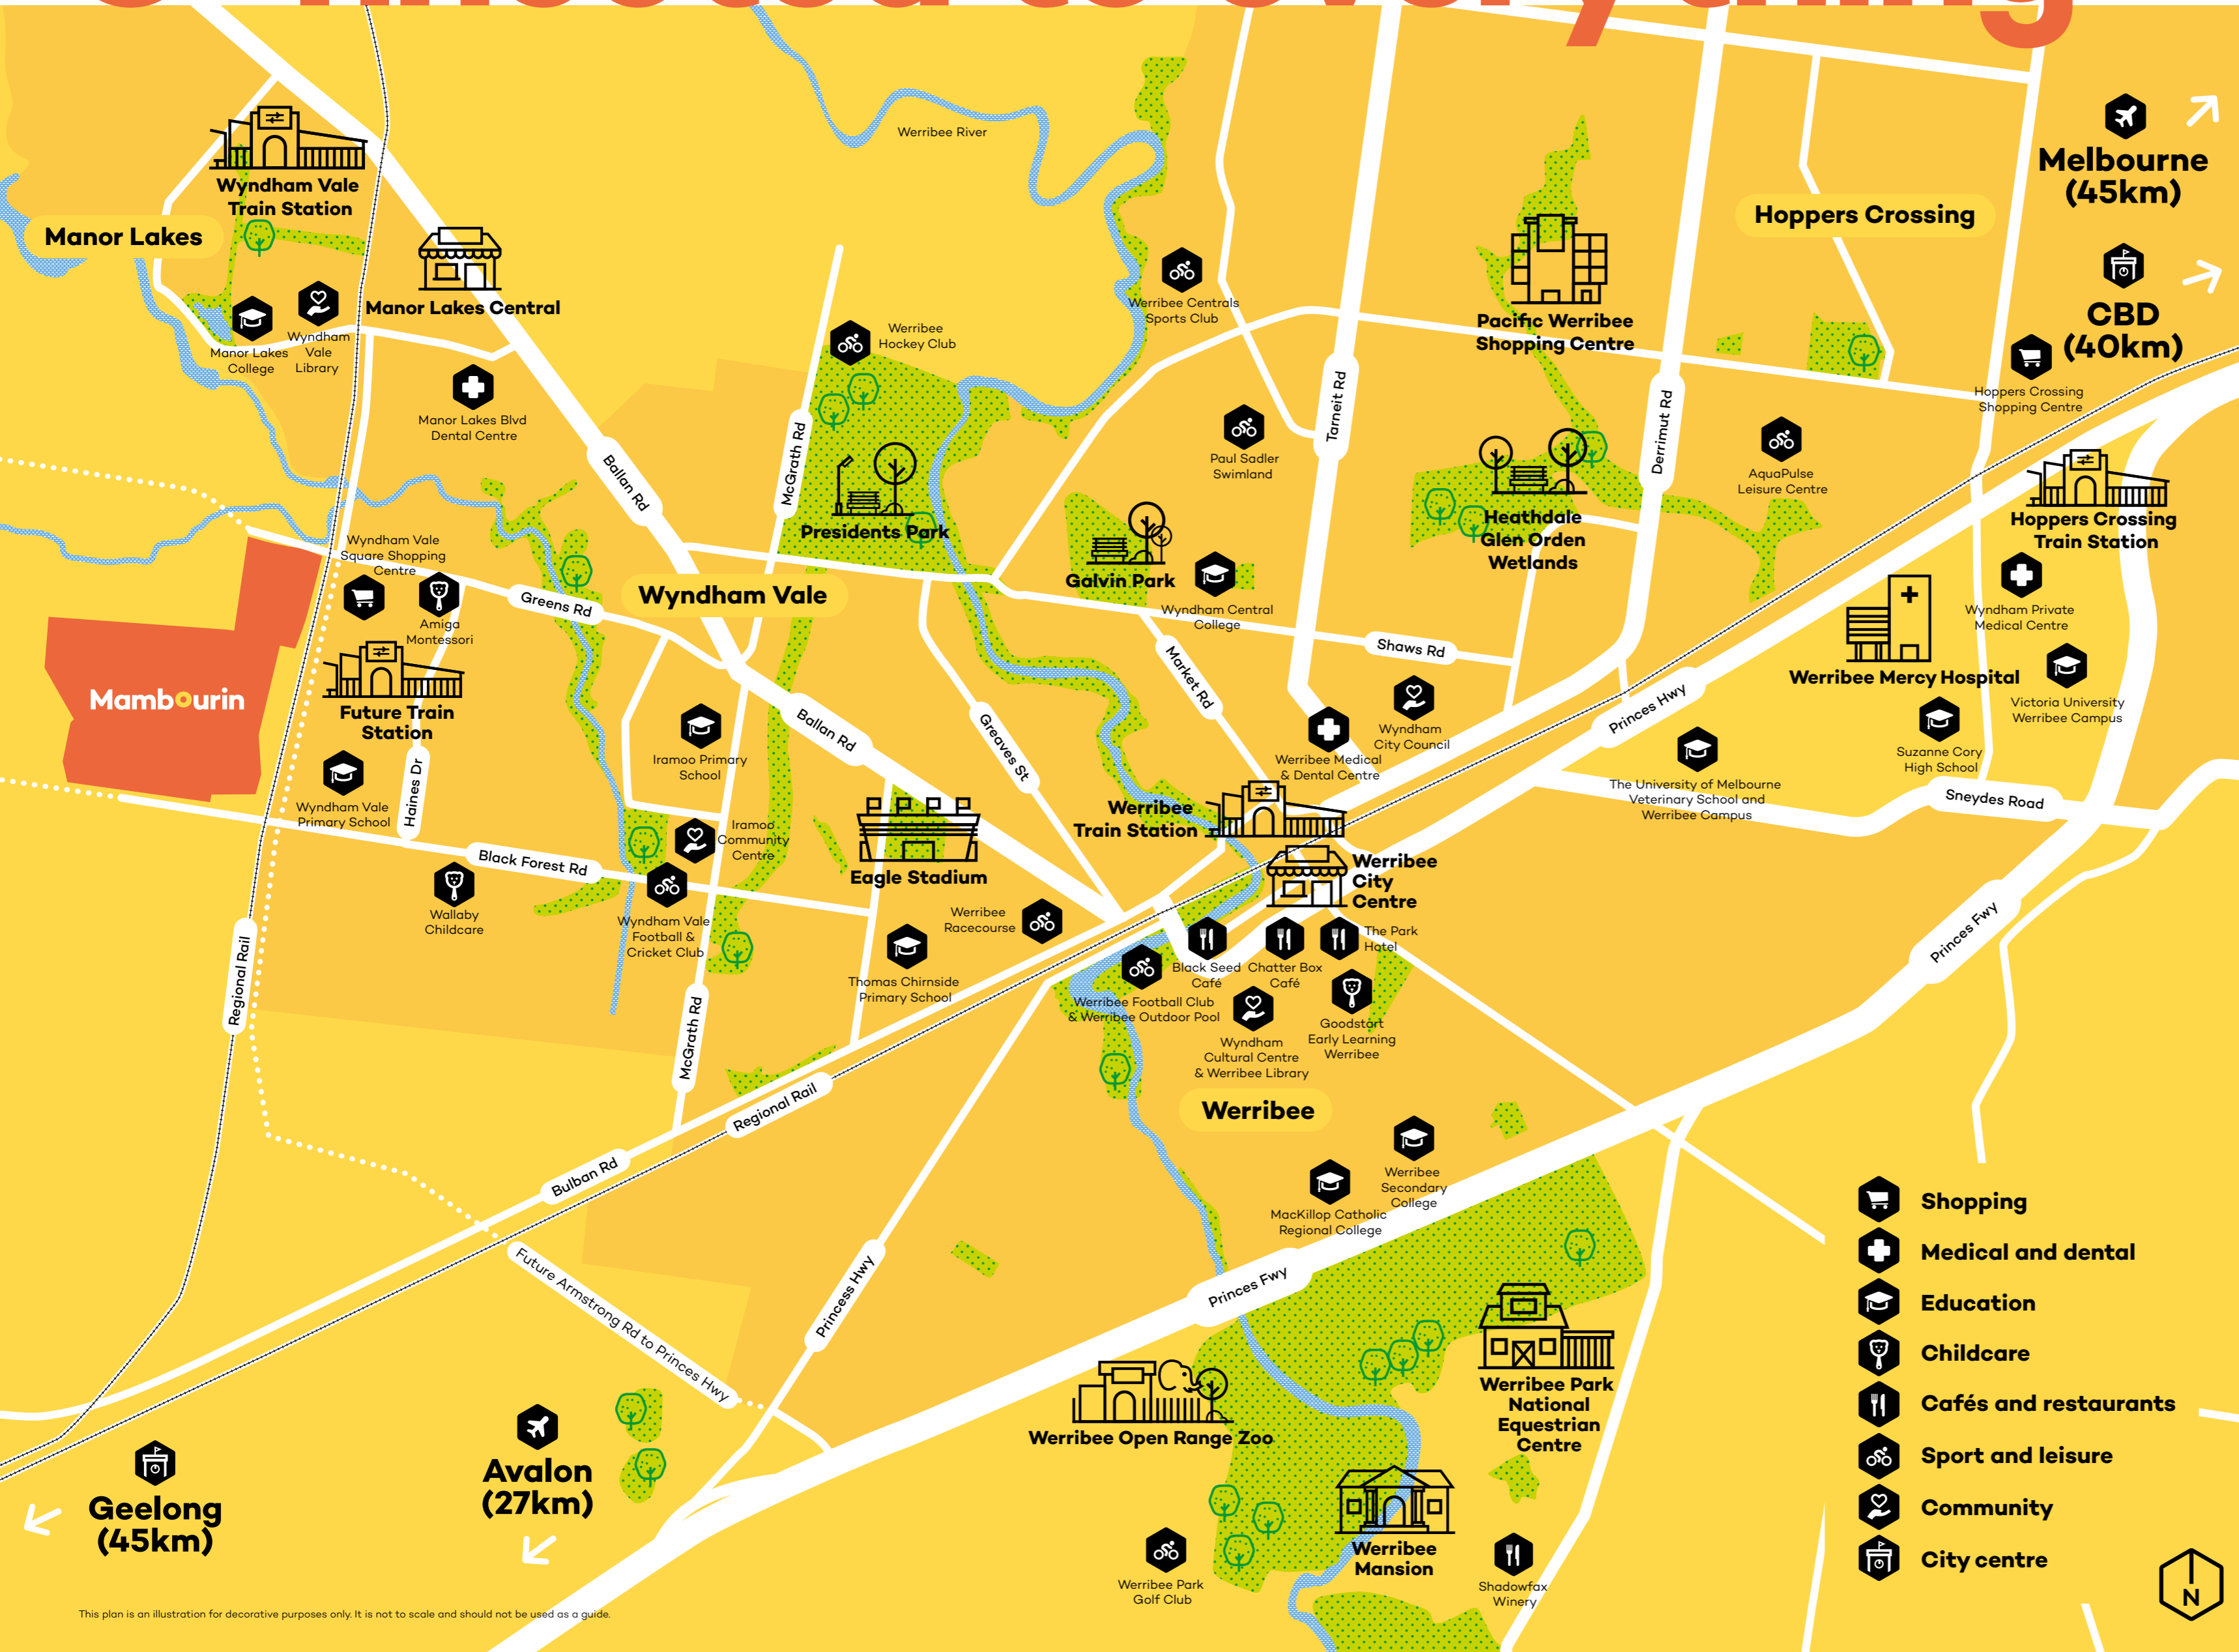 Wyndham Vale
Train Station
Manor Lakes
Manor Lakes Central
Manor Lakes
College
Wyndham
Vale
Library
Manor Lakes Blvd
Dental Centre
Werribee River
Werribee
Hockey Club
Werribee Centrals
Sports Club
Pacific Werribee
Shopping Centre
Hoppers Crossing
Melbourne
(45km)
CBD
(40km)
Hoppers Crossing
Shopping Centre
Ballan Rd
McGrath Rd
Presidents Park
Paul Sadler
Swimland
Tarneit Rd
Derrimut Rd
Heathdale
Glen Orden
Wetlands
AquaPulse
Leisure Centre
Hoppers Crossing
Train Station
Wyndham Vale
Square Shopping
Centre
Amiga
Montessori
Greens Rd
Wyndham Vale
Galvin Park
Wyndham Central
College
Shaws Rd
Market Rd
Wyndham Private
Medical Centre
Werribee Mercy Hospital
Victoria University
Werribee Campus
Suzanne Cory
High School
Mambourin
Future Train
Station
Wyndham Vale
Primary School
Haines Dr
Iramoo Primary
School
Ballan Rd
Greaves St
Werribee Medical
& Dental Centre
Wyndham
City Council
Princes Hwy
The University of Melbourne
Veterinary School and
Werribee Campus
Sneydes Road
Black Forest Rd
Iramoo
Community
Centre
Eagle Stadium
Werribee
Train Station
Werribee
City
Centre
Wallaby
Childcare
Wyndham Vale
Football &
Cricket Club
Werribee
Racecourse
Thomas Chirnside
Primary School
Black Seed
Café
Chatter Box
Café
The Park
Hotel
Werribee Football Club
& Werribee Outdoor Pool
Wyndham
Cultural Centre
& Werribee Library
Goodstart
Early Learning
Werribee
Princes Fwy
Regional Rail
McGrath Rd
Regional Rail
Bulban Rd
Werribee
Werribee
Secondary
College
MacKillop Catholic
Regional College
Future Armstrong Rd to Princes Hwy
Princess Hwy
Princes Fwy
Werribee Open Range Zoo
Werribee Park
National
Equestrian
Centre
Werribee
Mansion
Werribee Park
Golf Club
Shadowfax
Winery
Geelong
(45km)
Avalon
(27km)
Shopping
Medical and dental
Education
Childcare
Cafés and restaurants
Sport and leisure
Community
City centre
N
This plan is an illustration for decorative purposes only. It is not to scale and should not be used as a guide.